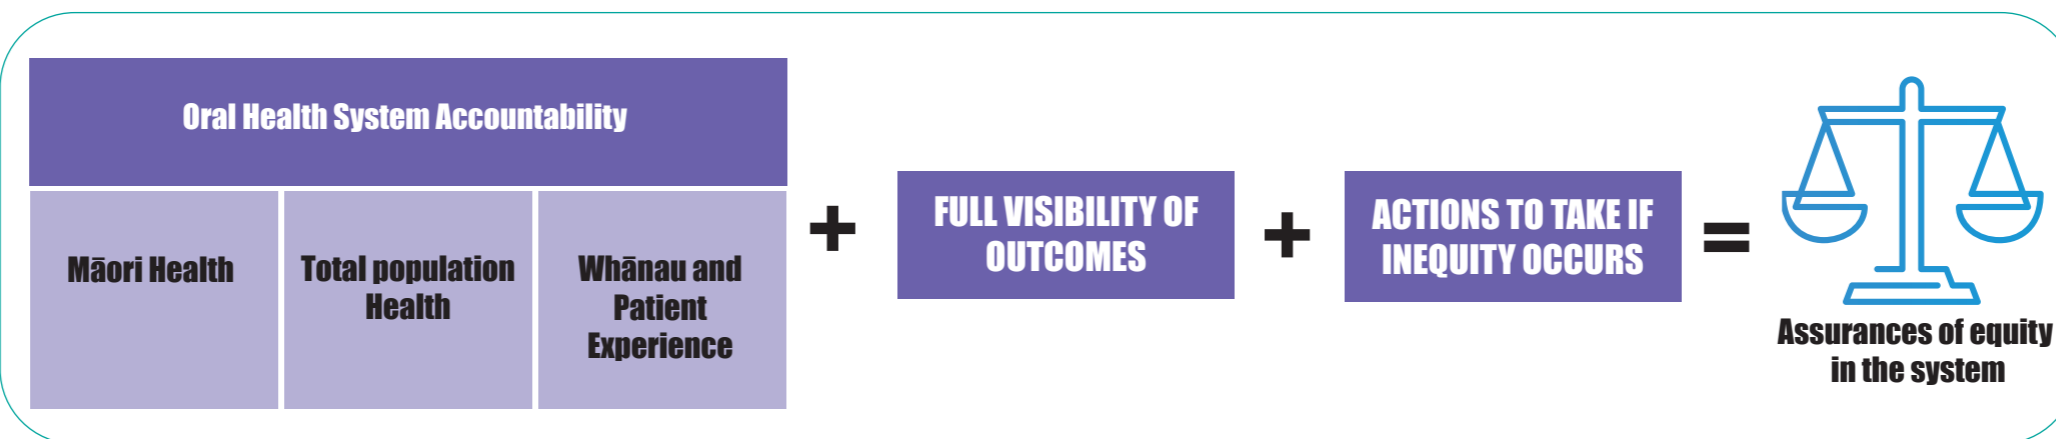 Oral Health System Accountability
Māori Health
Total population
Health
Whānau and
Patient
Experience
+
FULL VISIBILITY OF
OUTCOMES
+
ACTIONS TO TAKE IF
INEQUITY OCCURS
=
Assurances of equity
in the system